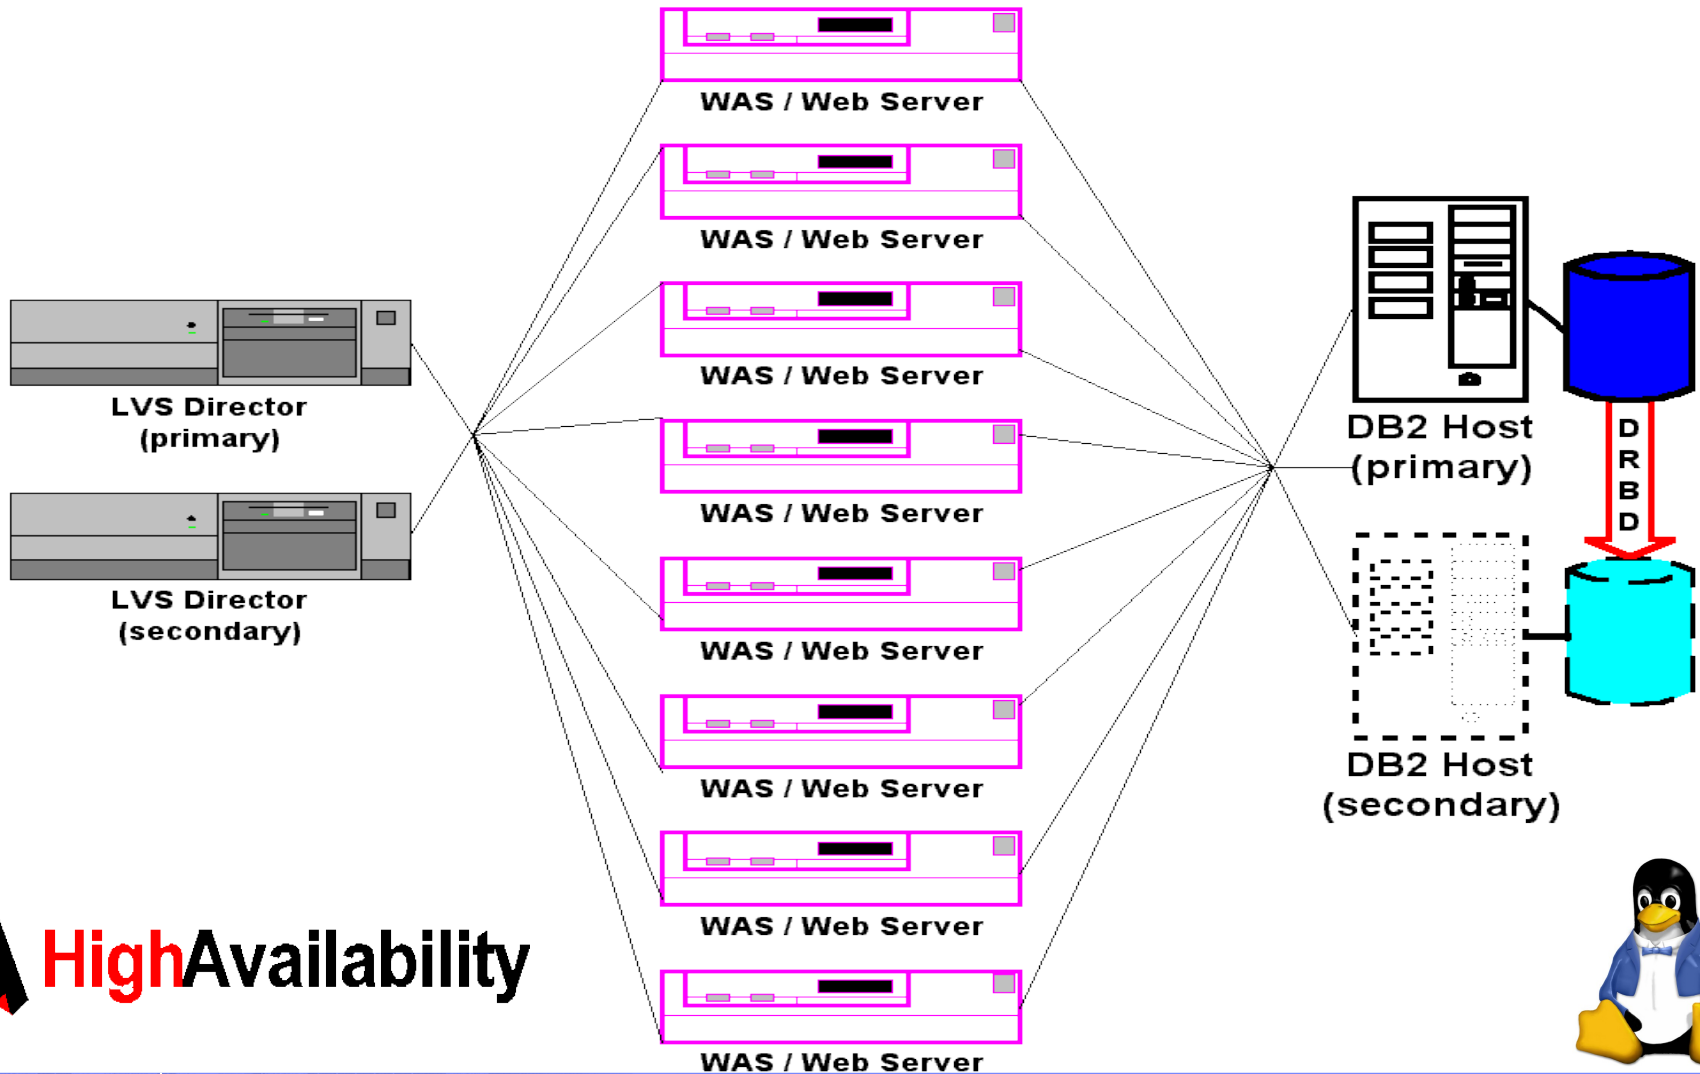 WAS / Web Server
WAS / Web Server
WAS / Web Server
WAS / Web Server
WAS / Web Server
WAS / Web Server
WAS / Web Server
WAS / Web Server
LVS Director
(primary)
LVS Director
(secondary)
DB2 Host
(primary)
D
R
B
D
DB2 Host
(secondary)
HighAvailability